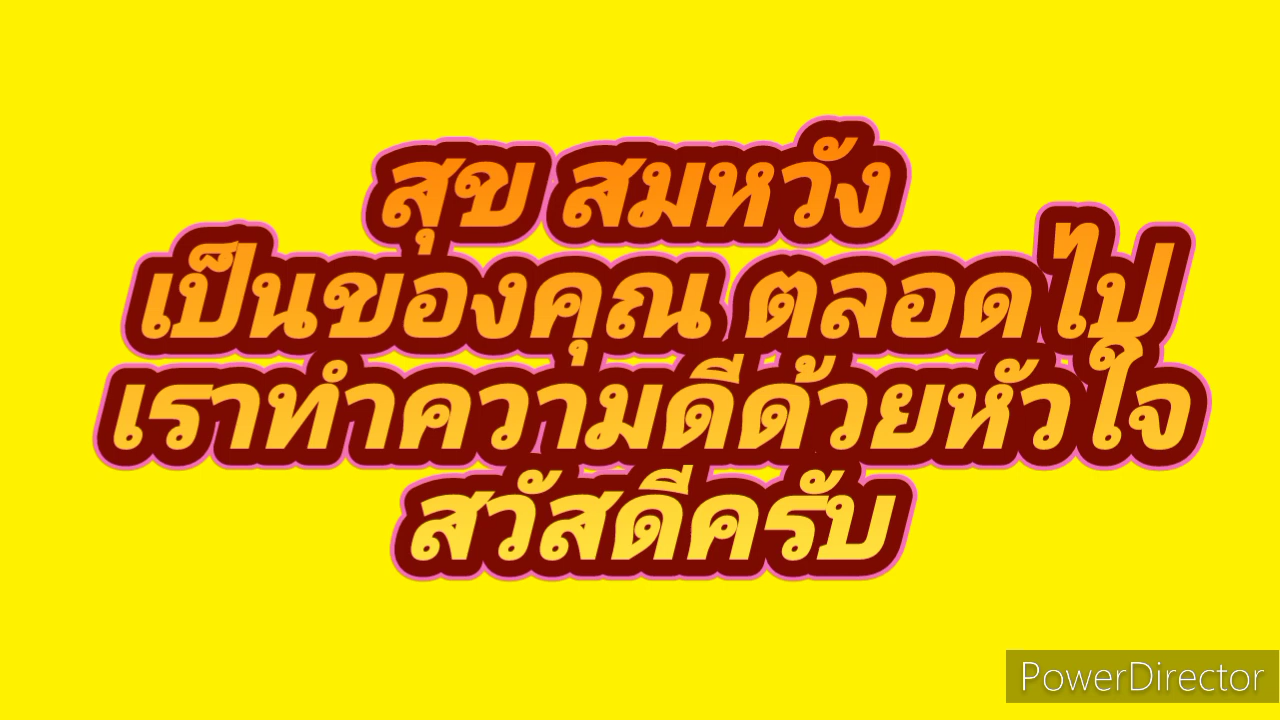 สุข สมหวัง
เป็นของคุณ ตลอดไป
เราทำความดีด้วยหัวใจ
สวัสดีครับ
PowerDirector